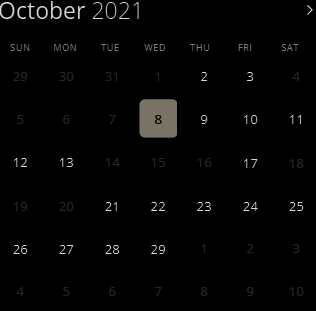 October 2021
SUN MON TUE WED THU FRI SAT
29 30 31 1 2 3 4
5 6 7 8 9 10 11
12 13 14 15 16 17 18
19 20 21 22 23 24 25
26 27 28 29 1 2 3
4 5 6 7 8 9 10